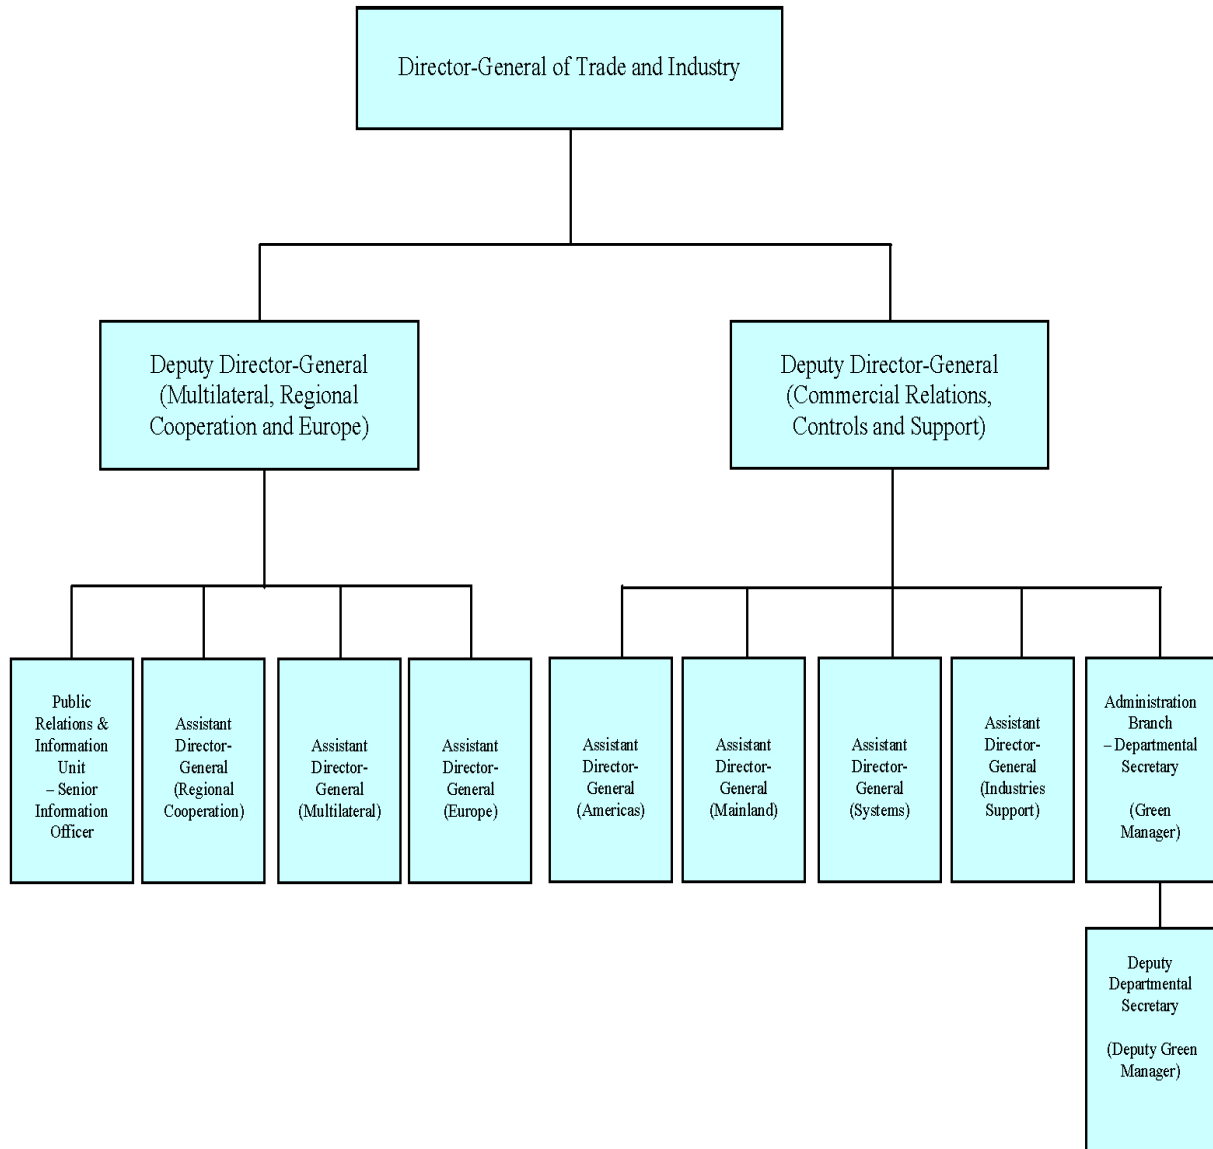 Director-General of Trade and Industry
Deputy Director-General
(Multilateral, Regional
Cooperation and Europe)
Deputy Director-General
(Commercial Relations,
Controls and Support)
Public
Relations &
Information
Unit
– Senior
Information
Officer
Assistant
Director-
General
(Regional
Cooperation)
Assistant
Director-
General
(Multilateral)
Assistant
Director-
General
(Europe)
Assistant
Director-
General
(Americas)
Assistant
Director-
General
(Mainland)
Assistant
Director-
General
(Systems)
Assistant
Director-
General
(Industries
Support)
Administration
Branch
– Departmental
Secretary
(Green
Manager)
Deputy
Departmental
Secretary
(Deputy Green
Manager)